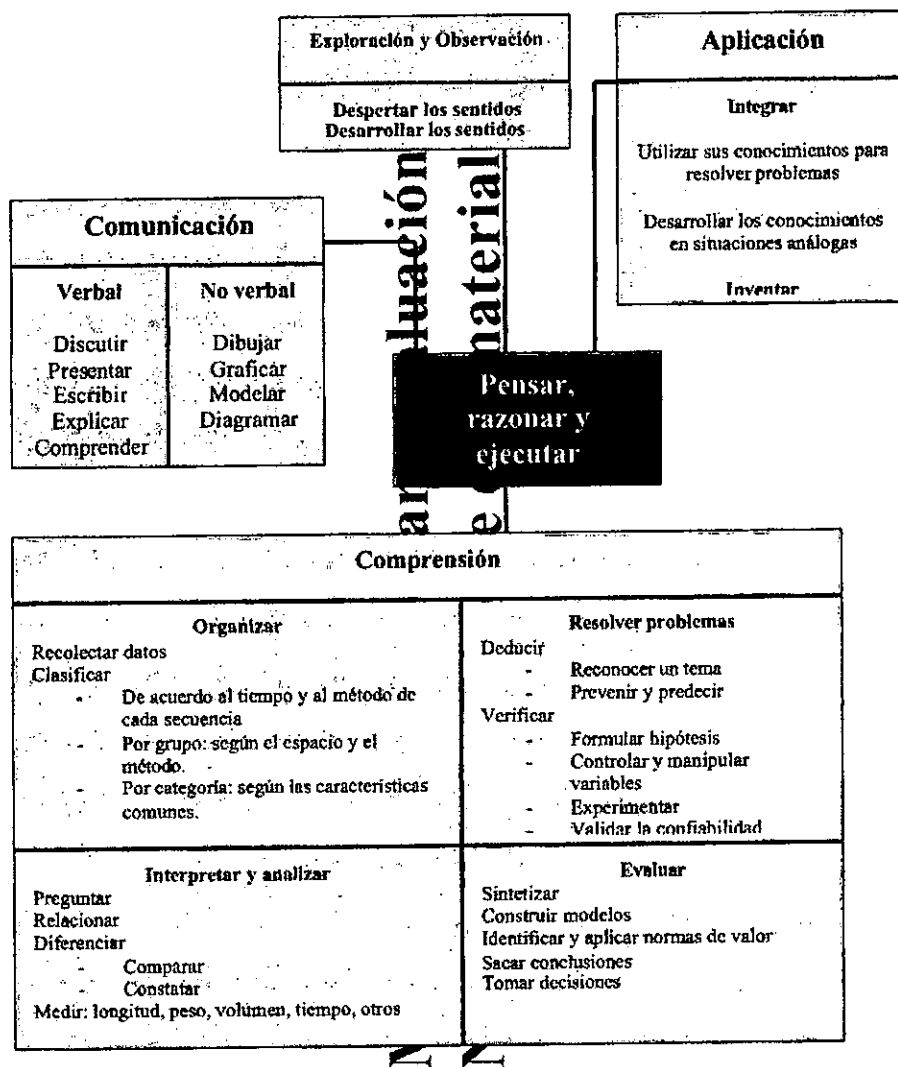 Exploración y Observación
Despertar los sentidos
Desarrollar los sentidos
Aplicación
Integrar
Utilizar sus conocimientos para
resolver problemas
Desarrollar los conocimientos
en situaciones análogas
Inventar
Comunicación
Verbal
Discutir
Presentar
Escribir
Explicar
Comprender
No verbal
Dibujar
Graficar
Modelar
Diagramar
Pensar,
razonar y
ejecutar
Comprensión
Organizar
Recolectar datos
Clasificar
- De acuerdo al tiempo y al método de
cada secuencia
- Por grupo: según el espacio y el
método.
- Por categoría: según las características
comunes.
Resolver problemas
Deducir
- Reconocer un tema
- Prevenir y predecir
Verificar
- Formular hipótesis
- Controlar y manipular
variables
- Experimentar
- Validar la confiabilidad
Interpretar y analizar
Preguntar
Relacionar
Diferenciar
- Comparar
- Constatar
Medir: longitud, peso, volumen, tiempo, otros
Evaluar
Sintetizar
Construir modelos
Identificar y aplicar normas de valor
Sacar conclusiones
Tomar decisiones